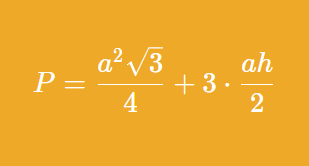 P = \frac{a^2\sqrt{3}}{4} + 3 \cdot \frac{ah}{2}